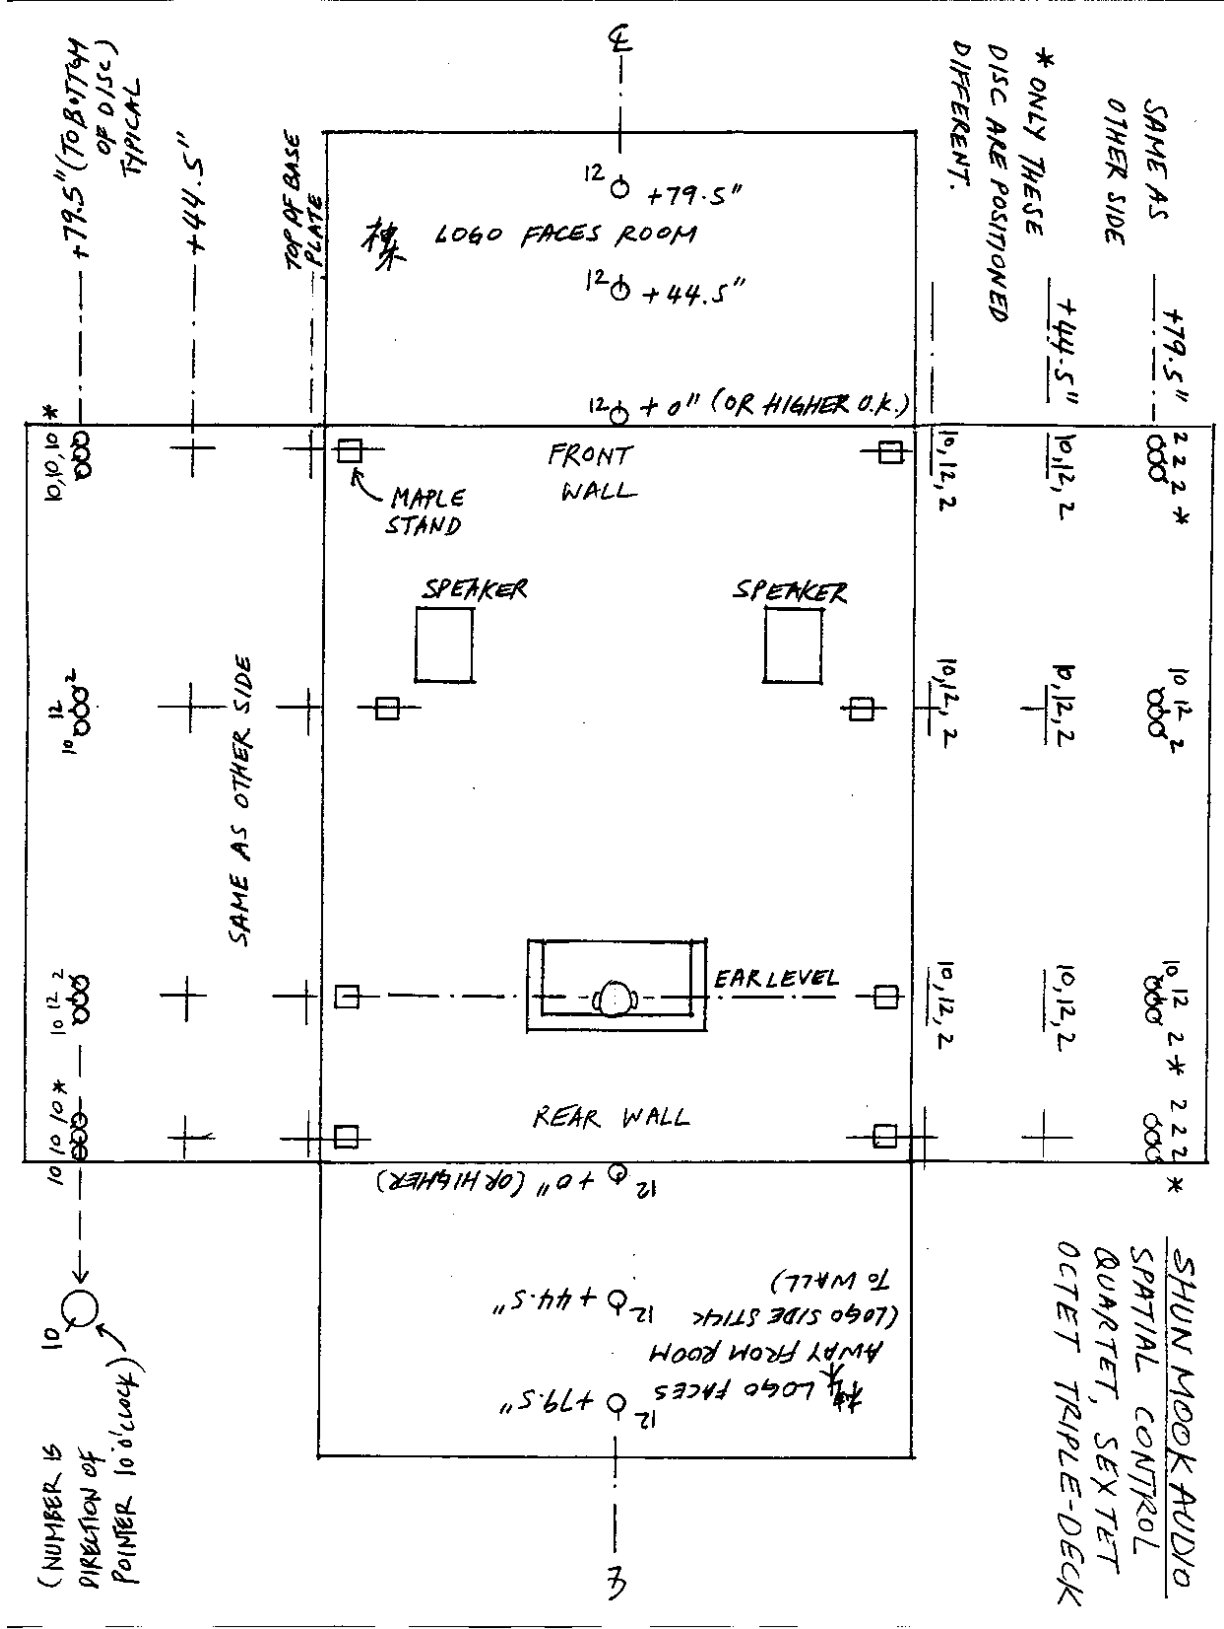 ℄
+79.5" (TO BOTTOM
OF DISC)
TYPICAL
+44.5"
TOP OF BASE
PLATE
12 +79.5"
LOGO FACES ROOM
12 +44.5"
12 +0" (OR HIGHER O.K.)
* ONLY THESE
DISC ARE POSITIONED
DIFFERENT.
SAME AS
OTHER SIDE
+44.5"
+79.5"
10,10,10 *
FRONT
WALL
MAPLE
STAND
10,12,2
10,12,2
2 2 2 *
SPEAKER
SPEAKER
10 12 2
SAME AS OTHER SIDE
10,12,2
10,12,2
10 12 2
10 12 2
EAR LEVEL
10,12,2
10,12,2
10 12 2 *
10 10 10 *
REAR WALL
2 2 2 *
12 +0" (OR HIGHER)
12 +44.5"
(LOGO SIDE STICK
TO WALL)
12 +79.5"
LOGO FACES
AWAY FROM ROOM
10
(NUMBER IS
DIRECTION OF
POINTER 10 O'CLOCK)
SHUN MOOK AUDIO
SPATIAL CONTROL
QUARTET, SEXTET
OCTET TRIPLE-DECK
℄